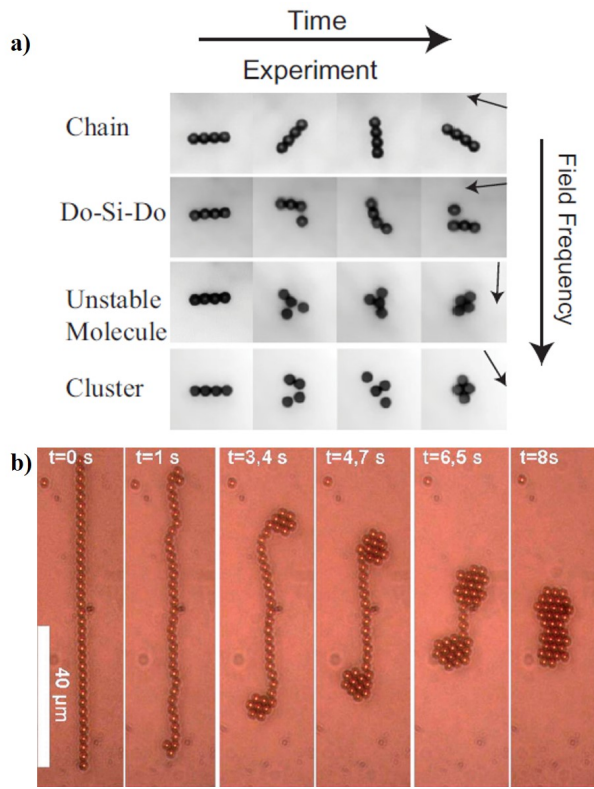 Time
a)
Experiment
Chain
Do-Si-Do
Unstable
Molecule
Cluster
Field Frequency
b)
t=0 s
t=1 s
t=3,4 s
t=4,7 s
t=6,5 s
t=8s
40 µm